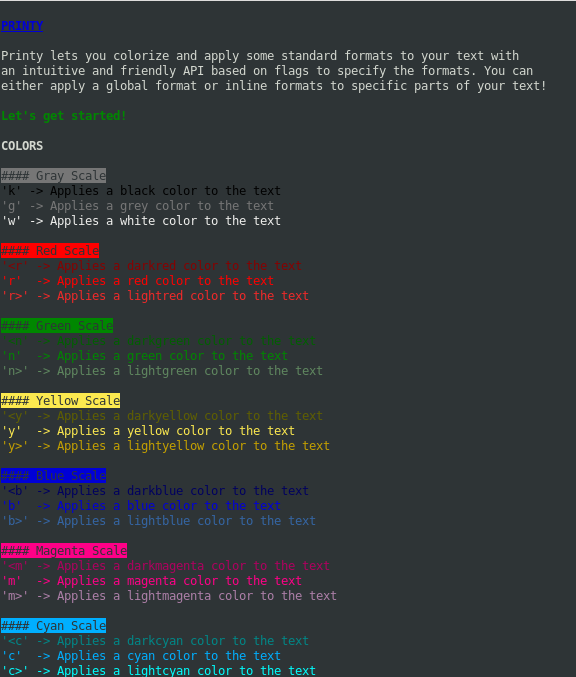 PRINTY
Printy lets you colorize and apply some standard formats to your text with
an intuitive and friendly API based on flags to specify the formats. You can
either apply a global format or inline formats to specific parts of your text!
Let's get started!
COLORS
#### Gray Scale
'k' -> Applies a black color to the text
'g' -> Applies a grey color to the text
'w' -> Applies a white color to the text
#### Red Scale
'<r' -> Applies a darkred color to the text
'r'  -> Applies a red color to the text
'r>' -> Applies a lightred color to the text
#### Green Scale
'<n' -> Applies a darkgreen color to the text
'n'  -> Applies a green color to the text
'n>' -> Applies a lightgreen color to the text
#### Yellow Scale
'<y' -> Applies a darkyellow color to the text
'y'  -> Applies a yellow color to the text
'y>' -> Applies a lightyellow color to the text
#### Blue Scale
'<b' -> Applies a darkblue color to the text
'b'  -> Applies a blue color to the text
'b>' -> Applies a lightblue color to the text
#### Magenta Scale
'<m' -> Applies a darkmagenta color to the text
'm'  -> Applies a magenta color to the text
'm>' -> Applies a lightmagenta color to the text
#### Cyan Scale
'<c' -> Applies a darkcyan color to the text
'c'  -> Applies a cyan color to the text
'c>' -> Applies a lightcyan color to the text